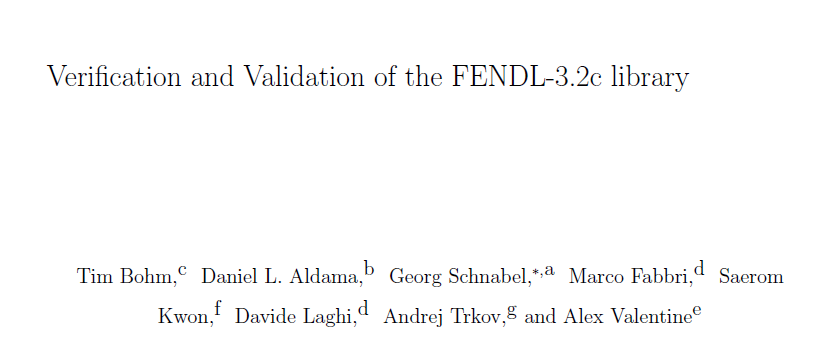 Verification and Validation of the FENDL-3.2c library
Tim Bohm,ᶜ Daniel L. Aldama,ᵇ Georg Schnabel,*,ᵃ Marco Fabbri,ᵈ Saerom
Kwon,ᶠ Davide Laghi,ᵈ Andrej Trkov,ᵍ and Alex Valentineᵉ